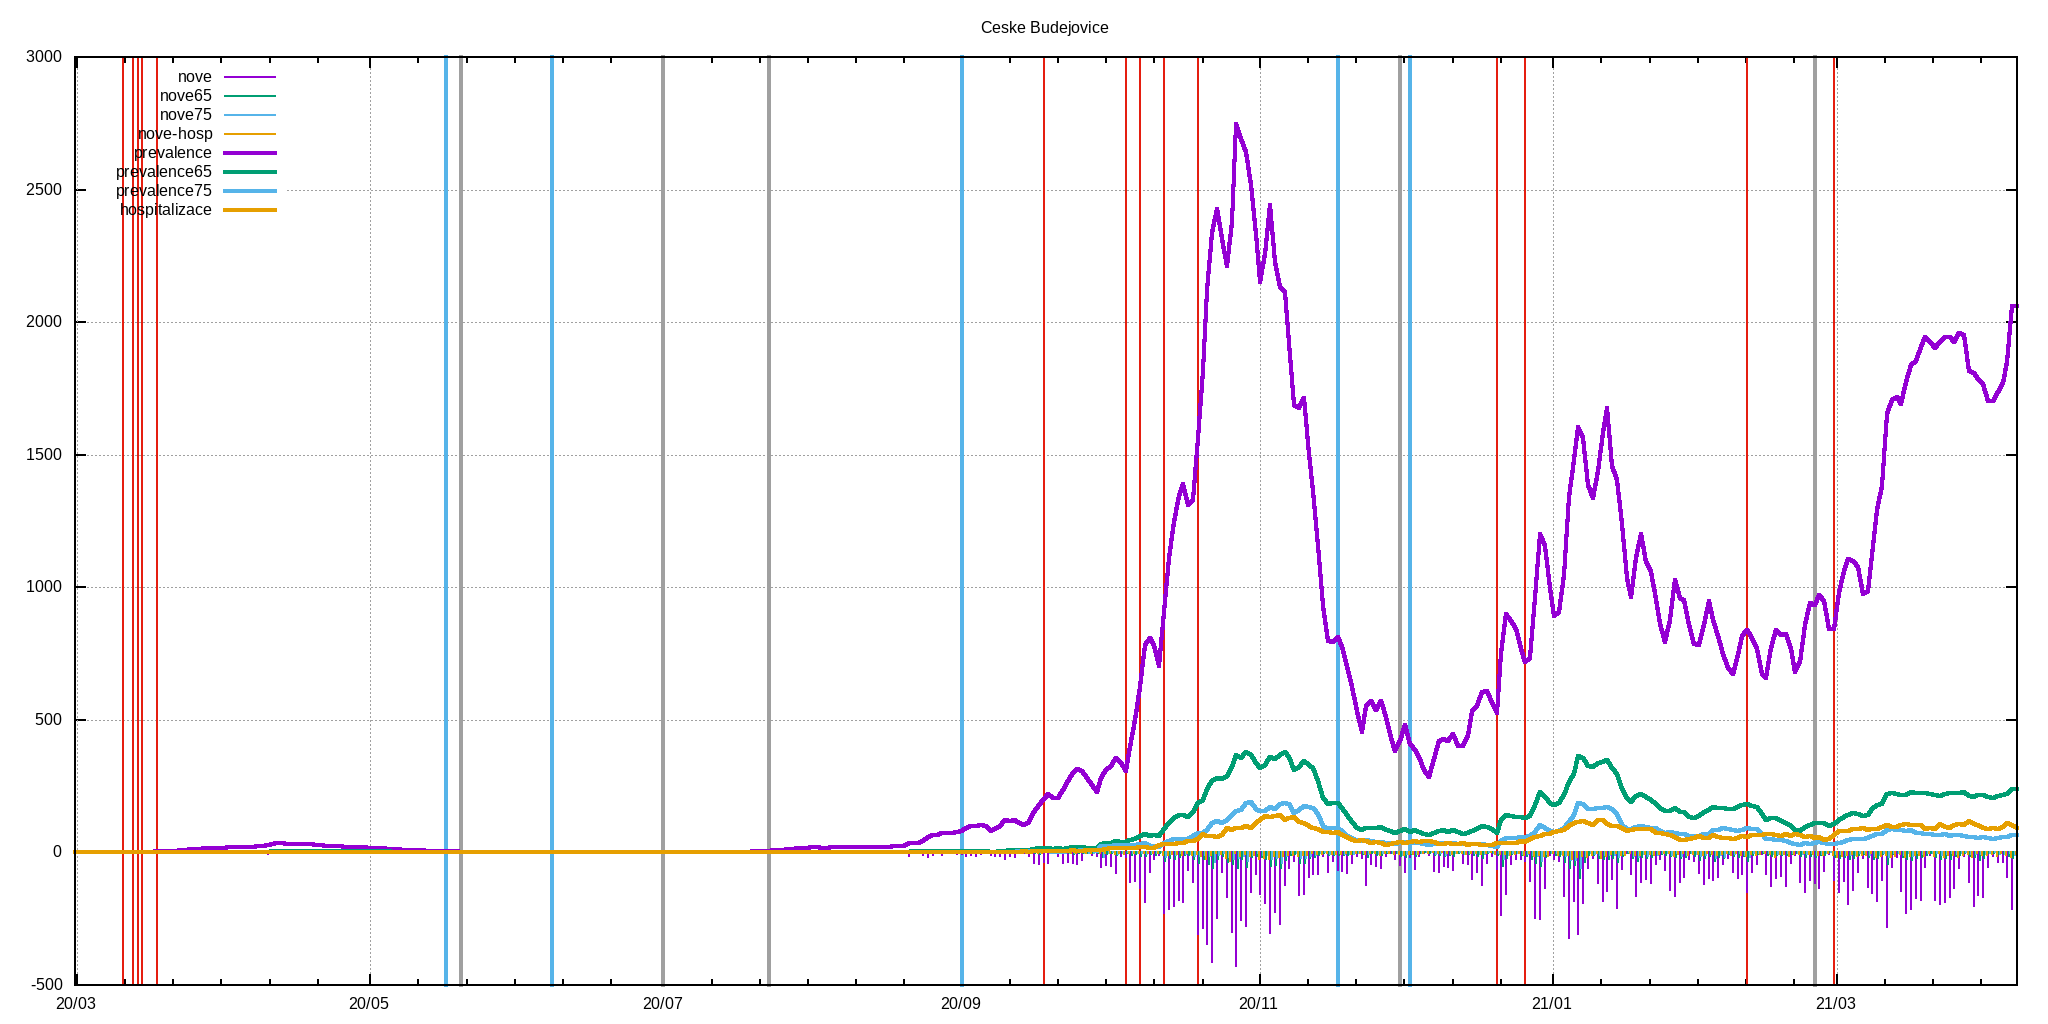 Ceske Budejovice
3000
2500
2000
1500
1000
500
0
-500
nove
nove65
nove75
nove-hosp
prevalence
prevalence65
prevalence75
hospitalizace
20/03
20/05
20/07
20/09
20/11
21/01
21/03